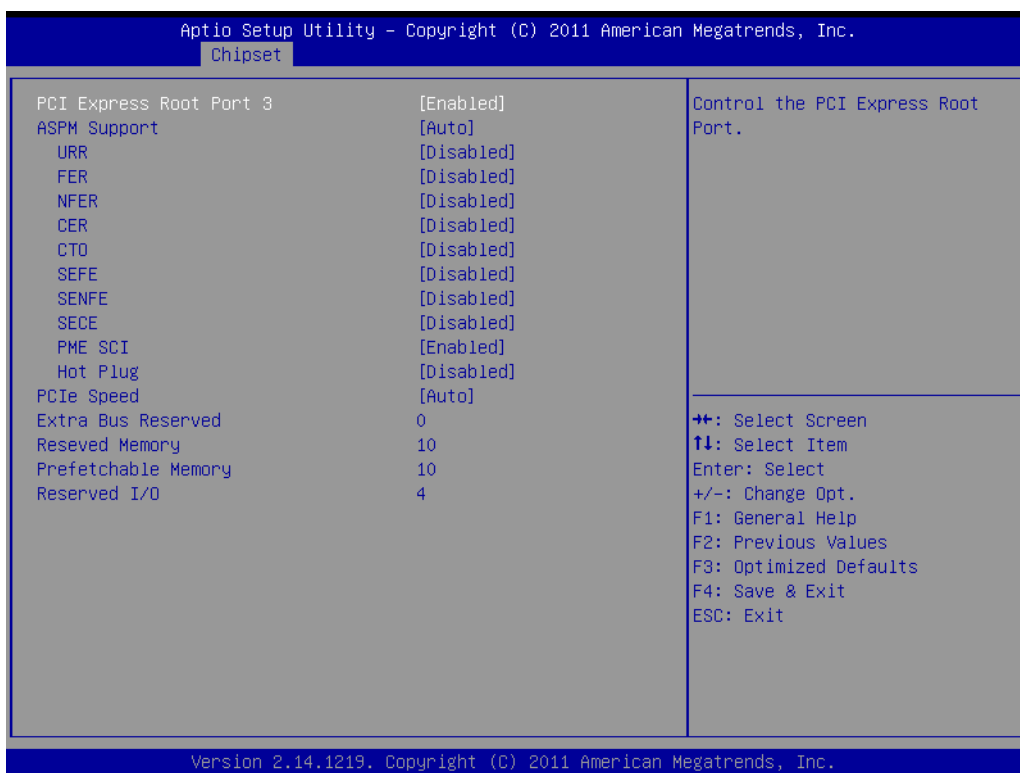 Aptio Setup Utility – Copyright (C) 2011 American Megatrends, Inc.
Chipset
PCI Express Root Port 3 [Enabled]
ASPM Support [Auto]
URR [Disabled]
FER [Disabled]
NFER [Disabled]
CER [Disabled]
CTO [Disabled]
SEFE [Disabled]
SENFE [Disabled]
SECE [Disabled]
PME SCI [Enabled]
Hot Plug [Disabled]
PCIe Speed [Auto]
Extra Bus Reserved 0
Reseved Memory 10
Prefetchable Memory 10
Reserved I/O 4
Control the PCI Express Root
Port.
→←: Select Screen
↑↓: Select Item
Enter: Select
+/-: Change Opt.
F1: General Help
F2: Previous Values
F3: Optimized Defaults
F4: Save & Exit
ESC: Exit
Version 2.14.1219. Copyright (C) 2011 American Megatrends, Inc.